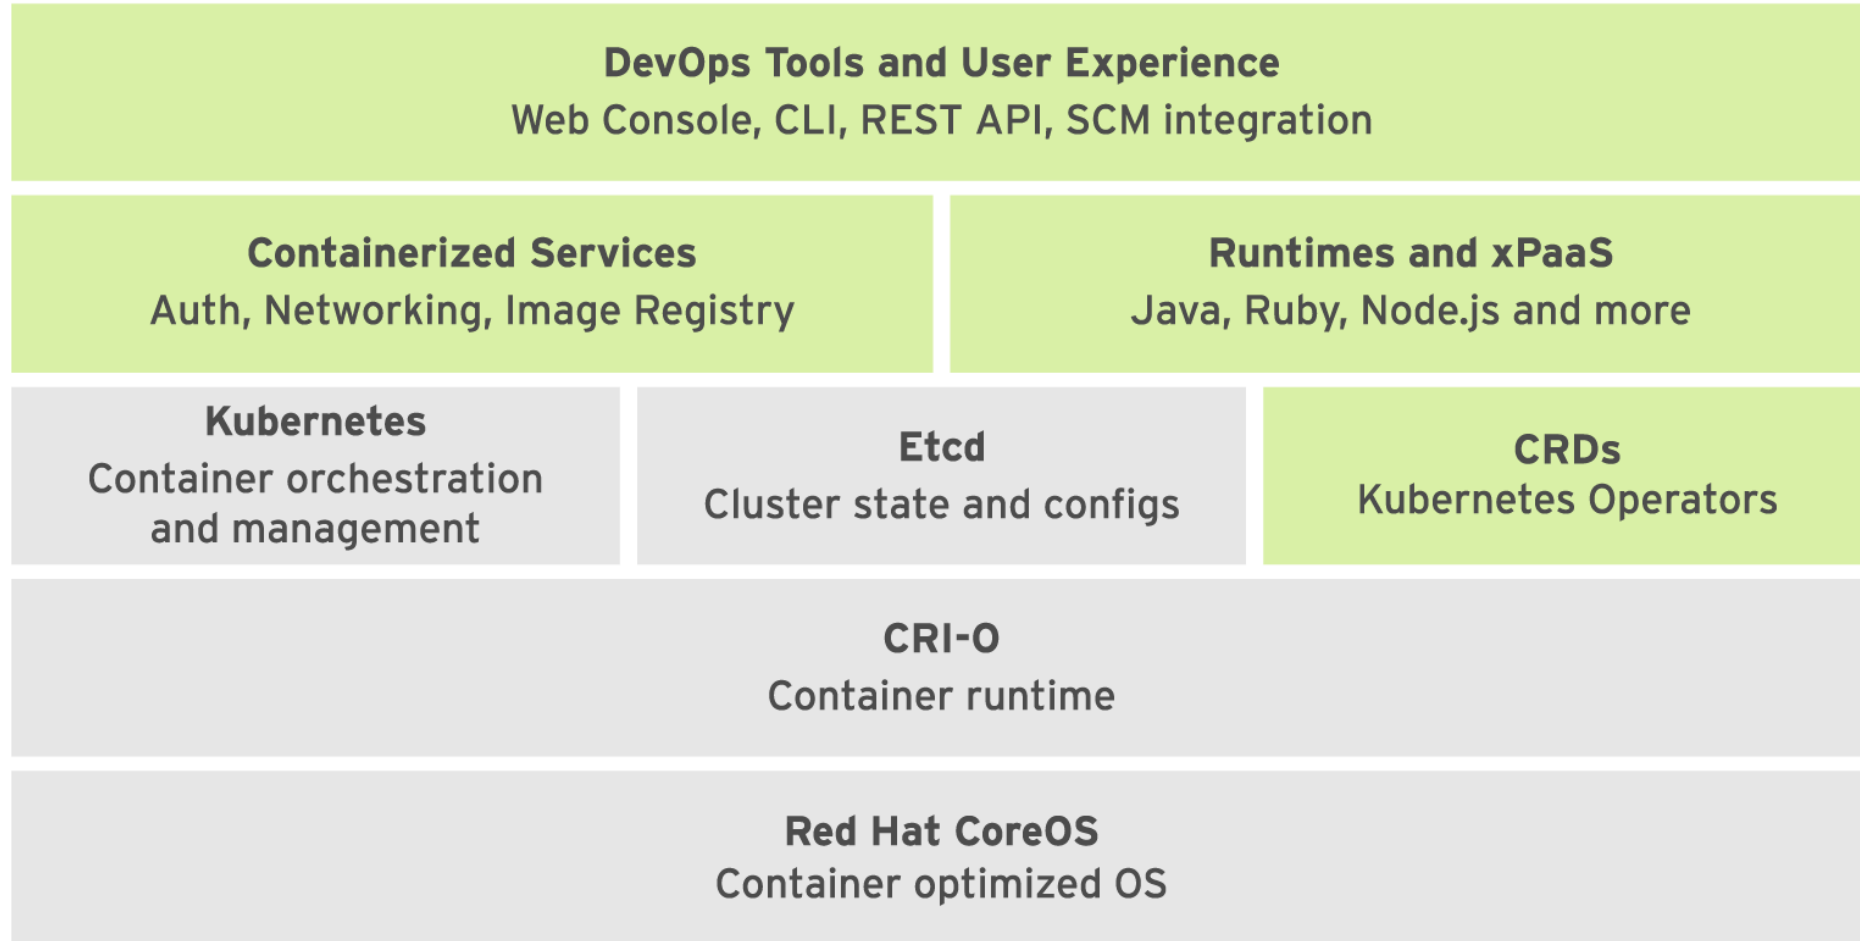 DevOps Tools and User Experience
Web Console, CLI, REST API, SCM integration
Containerized Services
Auth, Networking, Image Registry
Runtimes and xPaaS
Java, Ruby, Node.js and more
Kubernetes
Container orchestration
and management
Etcd
Cluster state and configs
CRDs
Kubernetes Operators
CRI-O
Container runtime
Red Hat CoreOS
Container optimized OS